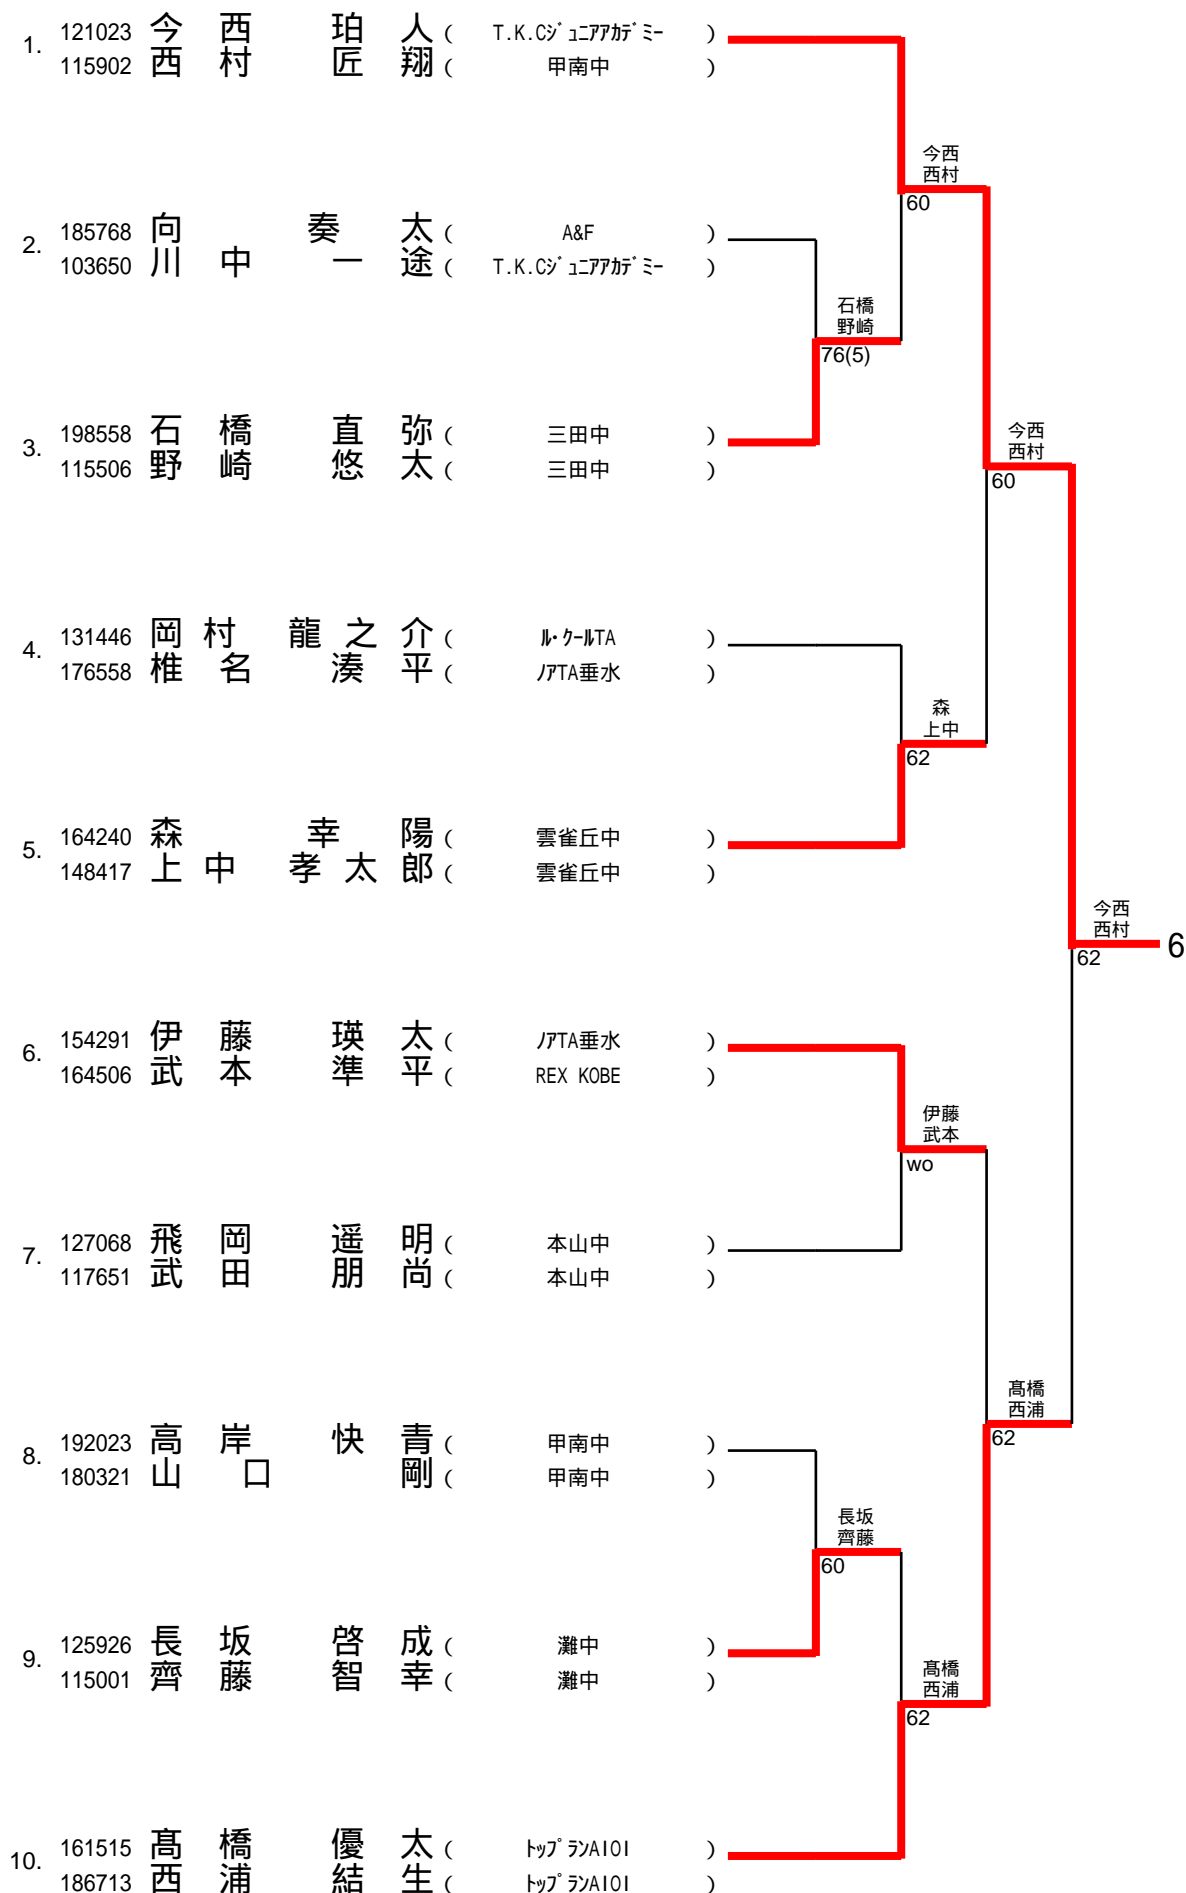 1. 121023 今西 珀人 ( T.K.Cｼﾞｭﾆｱｱｶﾃﾞﾐｰ )
115902 西村 匠翔 ( 甲南中 )
今西
西村
60
2. 185768 向 奏太 ( A&F )
103650 川中 一途 ( T.K.Cｼﾞｭﾆｱｱｶﾃﾞﾐｰ )
石橋
野崎
76(5)
3. 198558 石橋 直弥 ( 三田中 )
115506 野崎 悠太 ( 三田中 )
今西
西村
60
4. 131446 岡村 龍之介 ( ﾙ・ｸｰﾙTA )
176558 椎名 湊平 ( ﾉｱTA垂水 )
森
上中
62
5. 164240 森 幸陽 ( 雲雀丘中 )
148417 上中 孝太郎 ( 雲雀丘中 )
今西
西村
62
6
6. 154291 伊藤 瑛太 ( ﾉｱTA垂水 )
164506 武本 準平 ( REX KOBE )
伊藤
武本
wo
7. 127068 飛岡 遥明 ( 本山中 )
117651 武田 朋尚 ( 本山中 )
髙橋
西浦
62
8. 192023 高岸 快青 ( 甲南中 )
180321 山口 剛 ( 甲南中 )
長坂
齊藤
60
9. 125926 長坂 啓成 ( 灘中 )
115001 齊藤 智幸 ( 灘中 )
髙橋
西浦
62
10. 161515 髙橋 優太 ( ﾄｯﾌﾟﾗﾝAIOI )
186713 西浦 結生 ( ﾄｯﾌﾟﾗﾝAIOI )